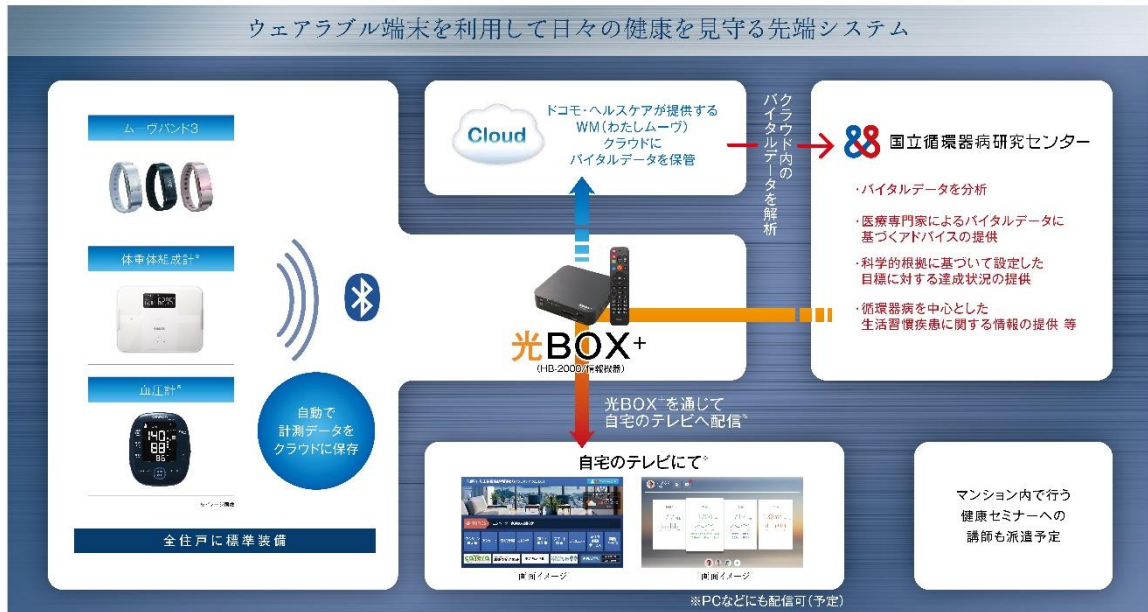 ウェアラブル端末を利用して日々の健康を見守る先端システム
ムーヴバンド3
体重体組成計*
血圧計*
※イメージ画像
全住戸に標準装備
自動で
計測データを
クラウドに保存
Cloud
ドコモ・ヘルスケアが提供する
WM(わたしムーヴ)
クラウドに
バイタルデータを保管
クラウド内の
バイタルデータを解析
光BOX+
(HB-2000/情報機器)
光BOX+を通じて
自宅のテレビへ配信※
自宅のテレビにて※
画面イメージ
画面イメージ
※PCなどにも配信可(予定)
国立循環器病研究センター
・バイタルデータを分析
・医療専門家によるバイタルデータに
基づくアドバイスの提供
・科学的根拠に基づいて設定した
目標に対する達成状況の提供
・循環器病を中心とした
生活習慣疾患に関する情報の提供 等
マンション内で行う
健康セミナーへの
講師も派遣予定